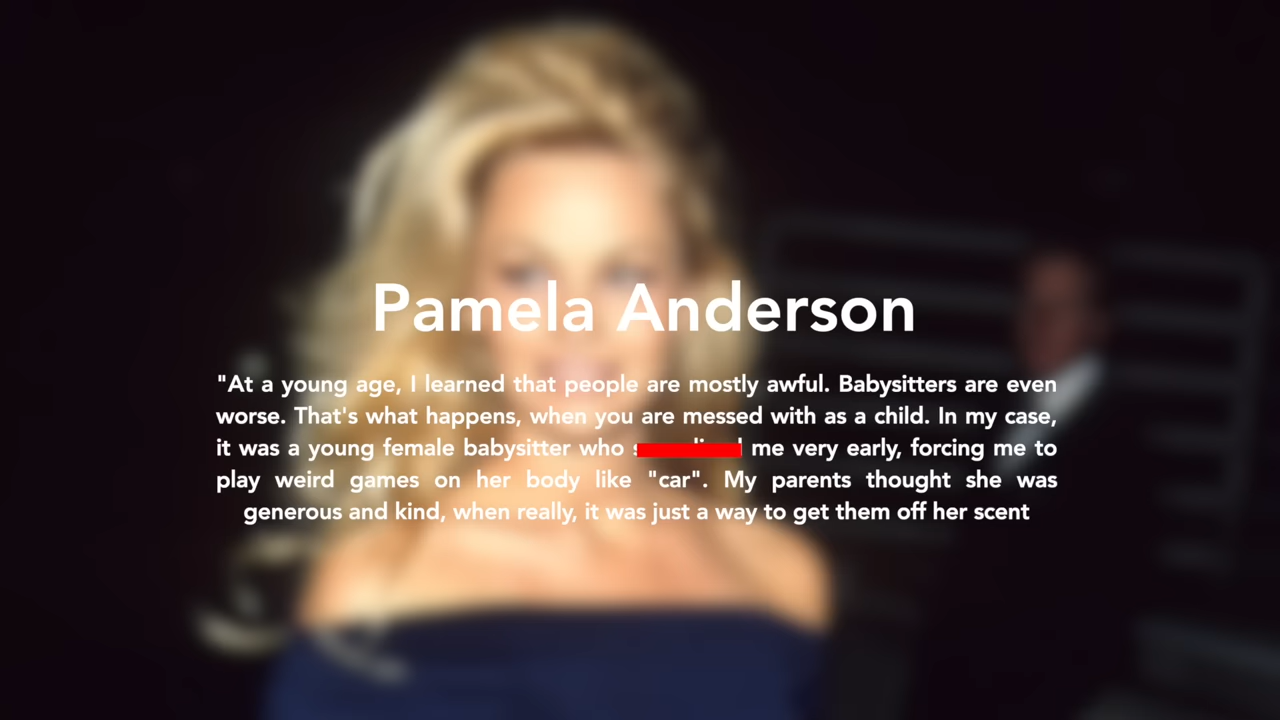 Pamela Anderson
"At a young age, I learned that people are mostly awful. Babysitters are even
worse. That's what happens, when you are messed with as a child. In my case,
it was a young female babysitter who me very early, forcing me to
play weird games on her body like "car". My parents thought she was
generous and kind, when really, it was just a way to get them off her scent